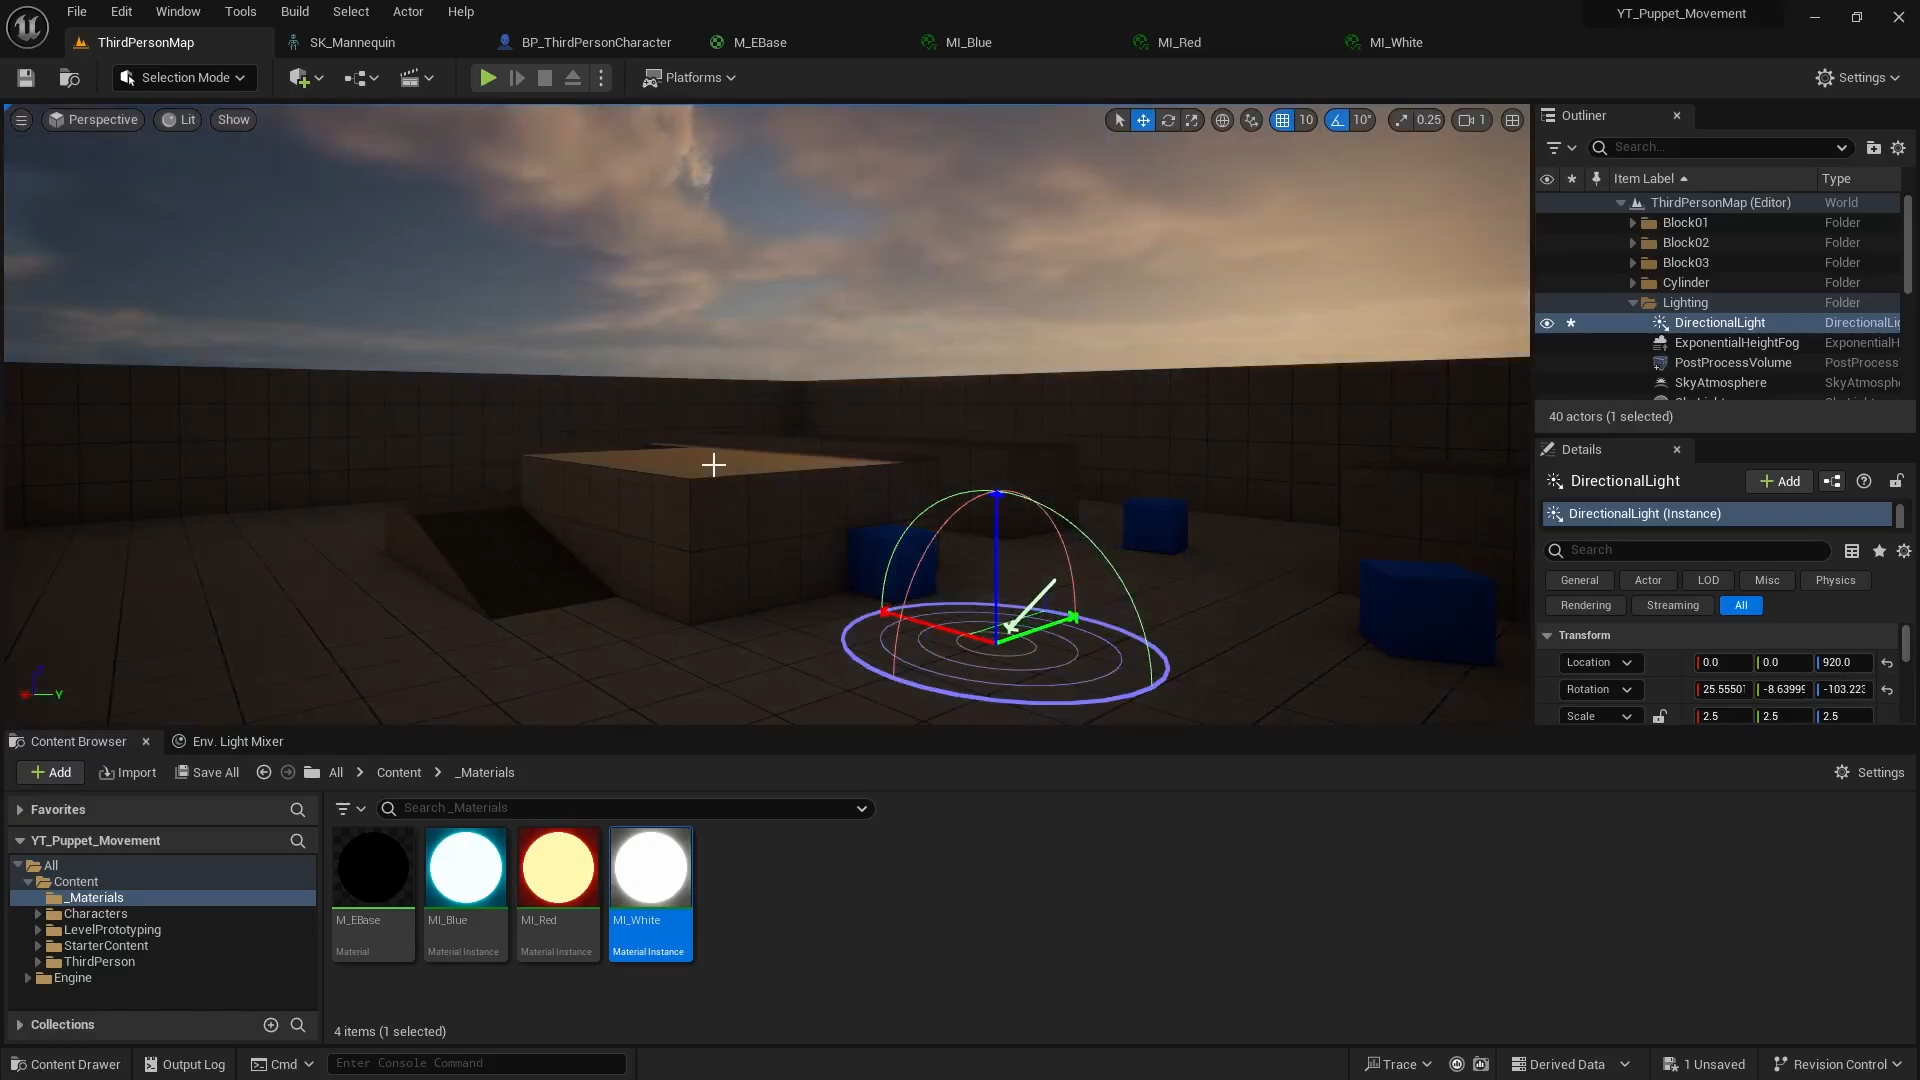 File Edit Window Tools Build Select Actor Help
YT_Puppet_Movement
ThirdPersonMap SK_Mannequin BP_ThirdPersonCharacter M_EBase MI_Blue MI_Red MI_White
Selection Mode Platforms Settings
Perspective Lit Show 10 10° 0.25 1
Outliner
Search...
Item Label Type
ThirdPersonMap (Editor) World
Block01 Folder
Block02 Folder
Block03 Folder
Cylinder Folder
Lighting Folder
DirectionalLight DirectionalLi
ExponentialHeightFog ExponentialH
PostProcessVolume PostProcess
SkyAtmosphere SkyAtmosph
40 actors (1 selected)
Details
DirectionalLight Add
DirectionalLight (Instance)
Search
General Actor LOD Misc Physics
Rendering Streaming All
Transform
Location 0.0 0.0 920.0
Rotation 25.5550 -8.6399 -103.22
Scale 2.5 2.5 2.5
Z
X Y
Content Browser Env. Light Mixer
Add Import Save All All Content _Materials Settings
Favorites
Search _Materials
YT_Puppet_Movement
All
Content
_Materials
Characters
LevelPrototyping
StarterContent
ThirdPerson
Engine
M_EBase MI_Blue MI_Red MI_White
Material Material Instance Material Instance Material Instance
Collections
4 items (1 selected)
Content Drawer Output Log Cmd Enter Console Command Trace Derived Data 1 Unsaved Revision Control